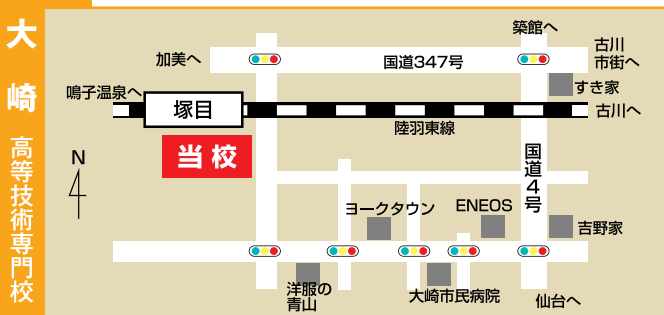 大崎
高等技術専門校
築館へ
加美へ
国道347号
古川
市街へ
すき家
鳴子温泉へ
塚目
古川へ
陸羽東線
当校
N
国道4号
ヨークタウン
ENEOS
吉野家
洋服の
青山
大崎市民病院
仙台へ